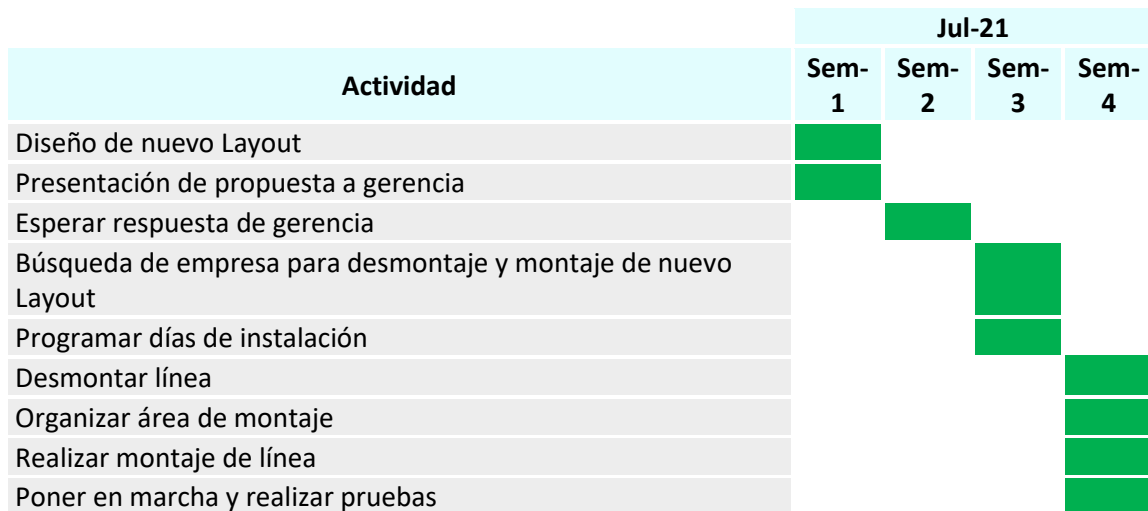 Jul-21
Actividad
Sem-
Sem-
Sem-
Sem-
1
2
3
4
Diseño de nuevo Layout
Presentación de propuesta a gerencia
Esperar respuesta de gerencia
Búsqueda de empresa para desmontaje y montaje de nuevo
Layout
Programar días de instalación
Desmontar línea
Organizar área de montaje
Realizar montaje de línea
Poner en marcha y realizar pruebas